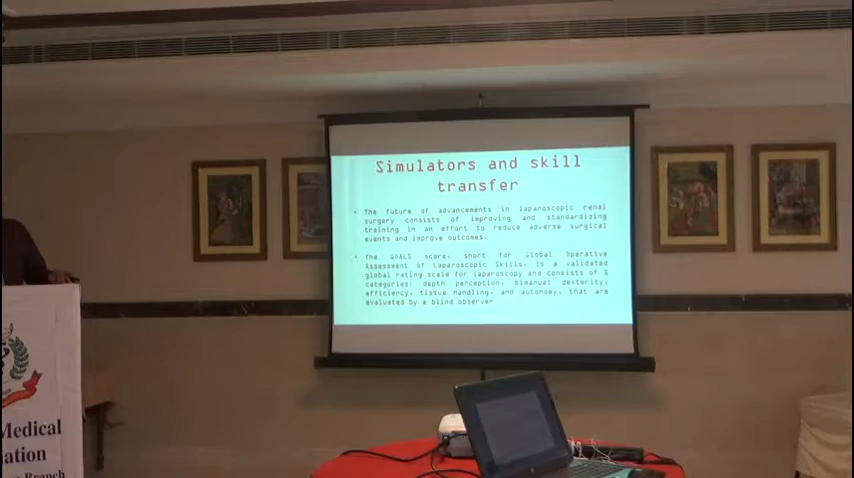 Simulators and skill
transfer
• The future of advancements in laparoscopic renal
surgery consists of improving and standardizing
training in an effort to reduce adverse surgical
events and improve outcomes.
• The GOALS score, short for Global Operative
Assessment of Laparoscopic Skills, is a validated
global rating scale for laparoscopy and consists of 5
categories: depth perception, bimanual dexterity,
efficiency, tissue handling, and autonomy, that are
evaluated by a blind observer
Medical
iation
Branch